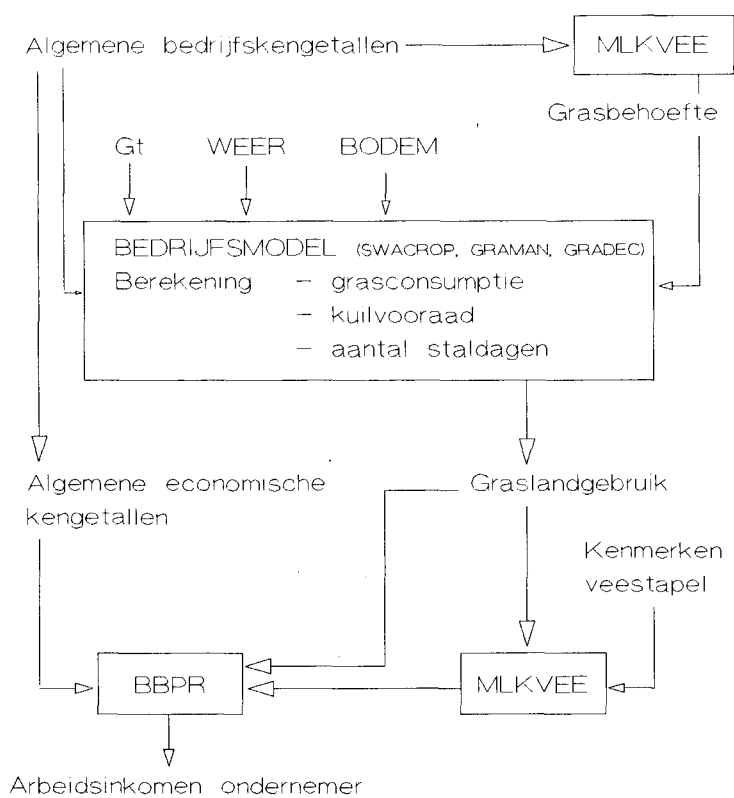 Algemene bedrijfskengetallen
MLKVEE
Grasbehoefte
Gt
WEER
BODEM
BEDRIJFSMODEL (SWACROP, GRAMAN, GRADEC)
Berekening – grasconsumptie
– kuilvooraad
– aantal staldagen
Algemene economische
kengetallen
Graslandgebruik
Kenmerken
veestapel
BBPR
MLKVEE
Arbeidsinkomen ondernemer